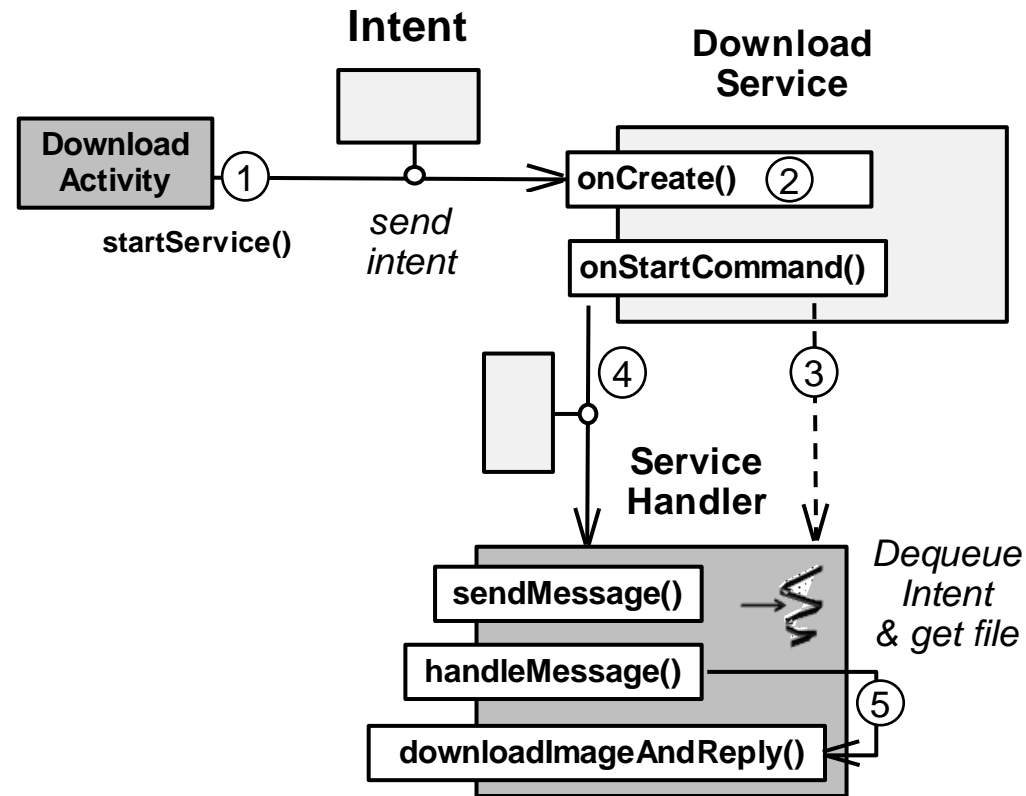 Intent
Download
Service
Download
Activity
1
startService()
send
intent
onCreate()
2
onStartCommand()
4
3
Service
Handler
Dequeue
Intent
& get file
sendMessage()
handleMessage()
5
downloadImageAndReply()